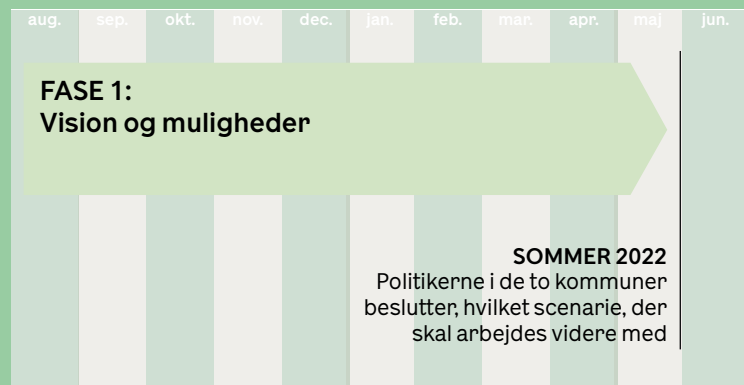 aug. sep. okt. nov. dec. jan. feb. mar. apr. maj jun.
FASE 1:
Vision og muligheder
SOMMER 2022
Politikerne i de to kommuner
beslutter, hvilket scenarie, der
skal arbejdes videre med